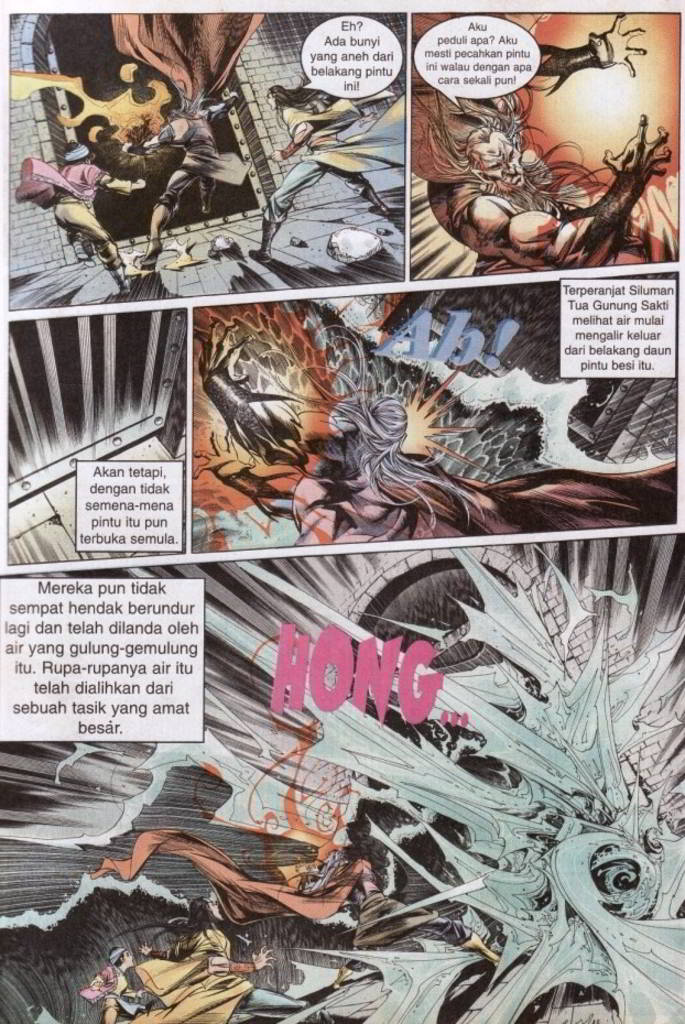 Eh?
Ada bunyi
yang aneh dari
belakang pintu
ini!
Aku
peduli apa? Aku
mesti pecahkan pintu
ini walau dengan apa
cara sekali pun!
Akan tetapi,
dengan tidak
semena-mena
pintu itu pun
terbuka semula.
Ah!
Terperanjat Siluman
Tua Gunung Sakti
melihat air mulai
mengalir keluar
dari belakang daun
pintu besi itu.
Mereka pun tidak
sempat hendak berundur
lagi dan telah dilanda oleh
air yang gulung-gemulung
itu. Rupa-rupanya air itu
telah dialihkan dari
sebuah tasik yang amat
besar.
HONG...